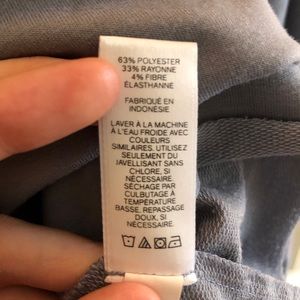 63% POLYESTER
33% RAYONNE
4% FIBRE
ÉLASTHANNE
FABRIQUÉ EN
INDONÉSIE
LAVER À LA MACHINE
À L'EAU FROIDE AVEC
COULEURS
SIMILAIRES. UTILISEZ
SEULEMENT DU
JAVELLISANT SANS
CHLORE, SI
NÉCESSAIRE.
SÉCHAGE PAR
CULBUTAGE À
TEMPÉRATURE
BASSE, REPASSAGE
DOUX, SI
NÉCESSAIRE.